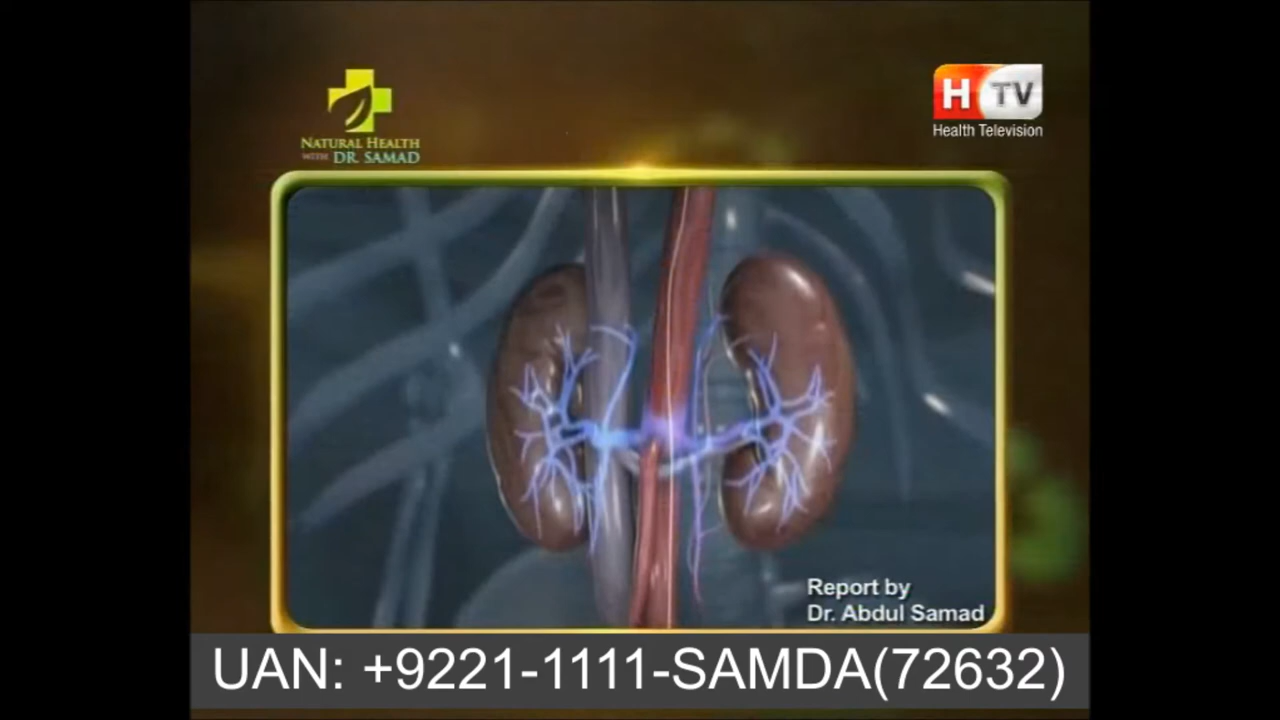 NATURAL HEALTH
WITH DR. SAMAD
H TV
Health Television
Report by
Dr. Abdul Samad
UAN: +9221-1111-SAMDA(72632)